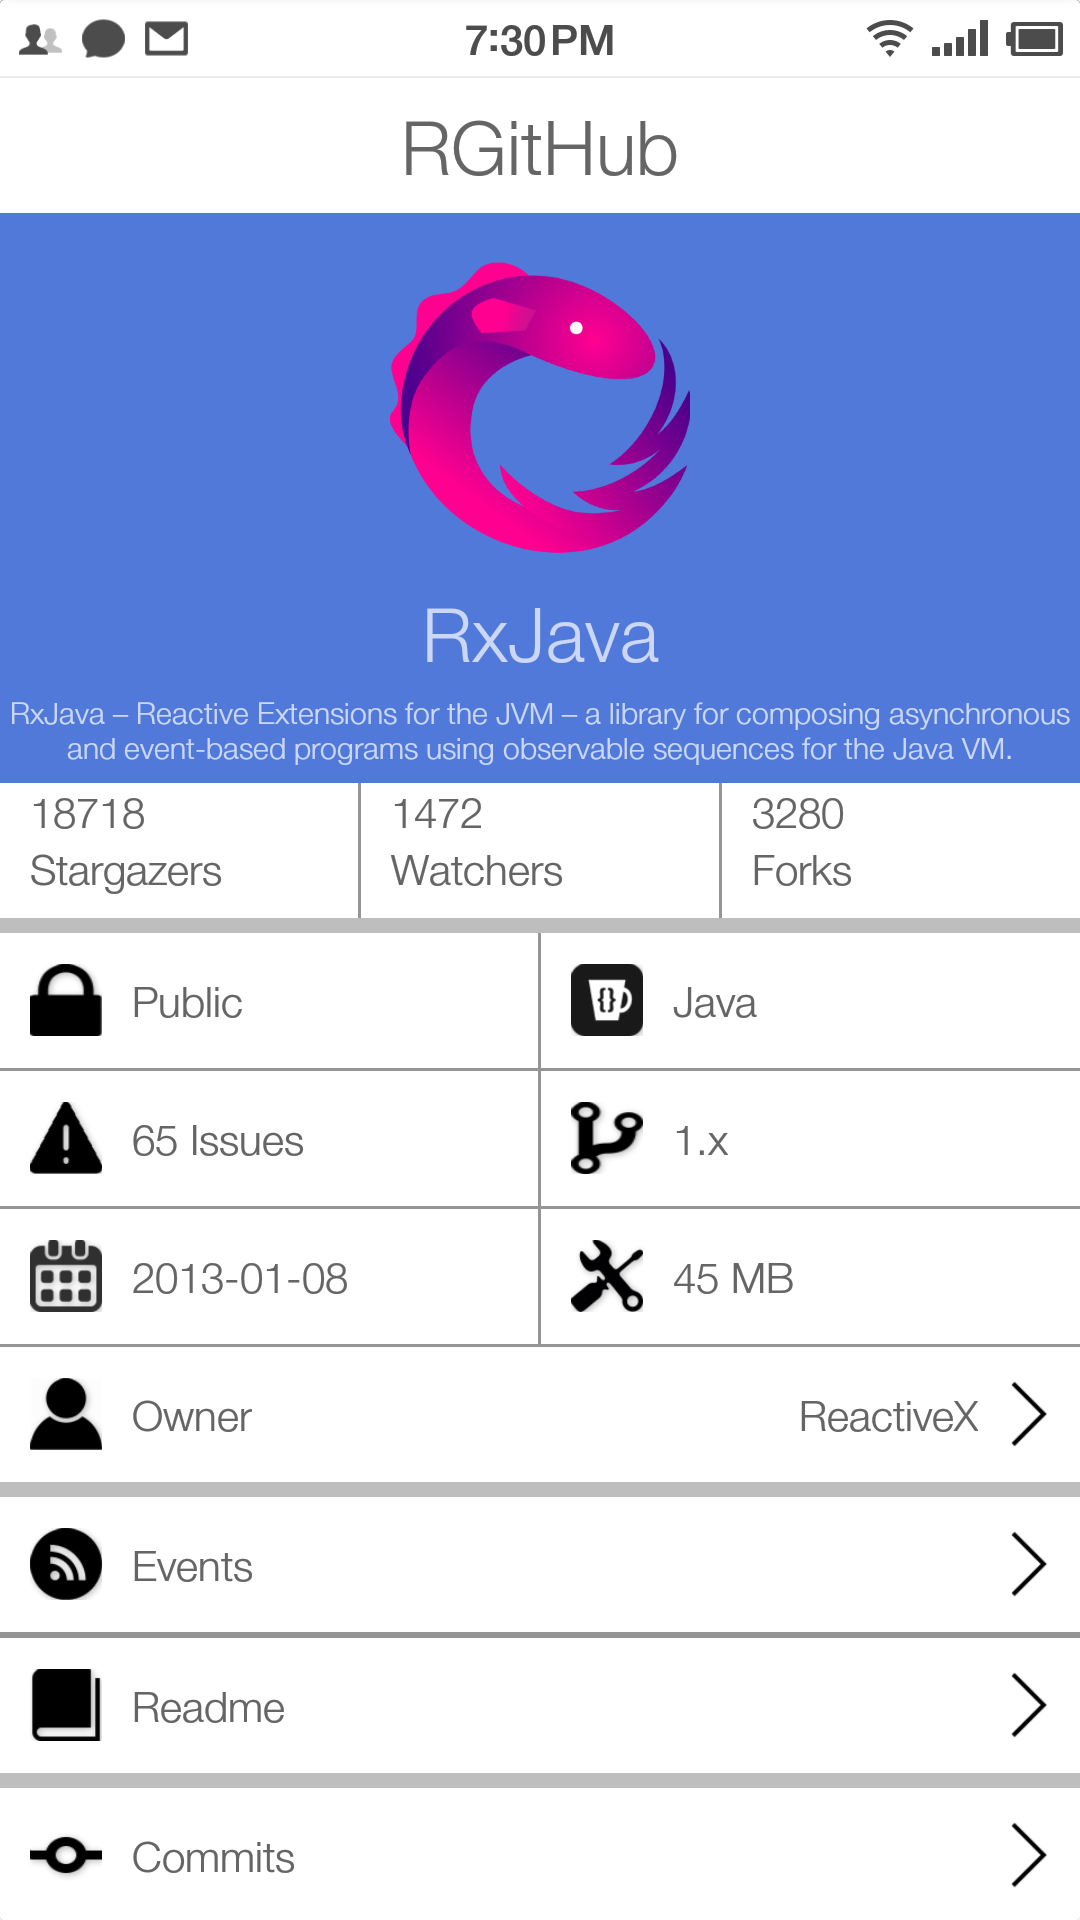 7:30 PM
RGitHub
RxJava
RxJava – Reactive Extensions for the JVM – a library for composing asynchronous
and event-based programs using observable sequences for the Java VM.
18718
Stargazers
1472
Watchers
3280
Forks
Public
Java
65 Issues
1.x
2013-01-08
45 MB
Owner
ReactiveX
Events
Readme
Commits